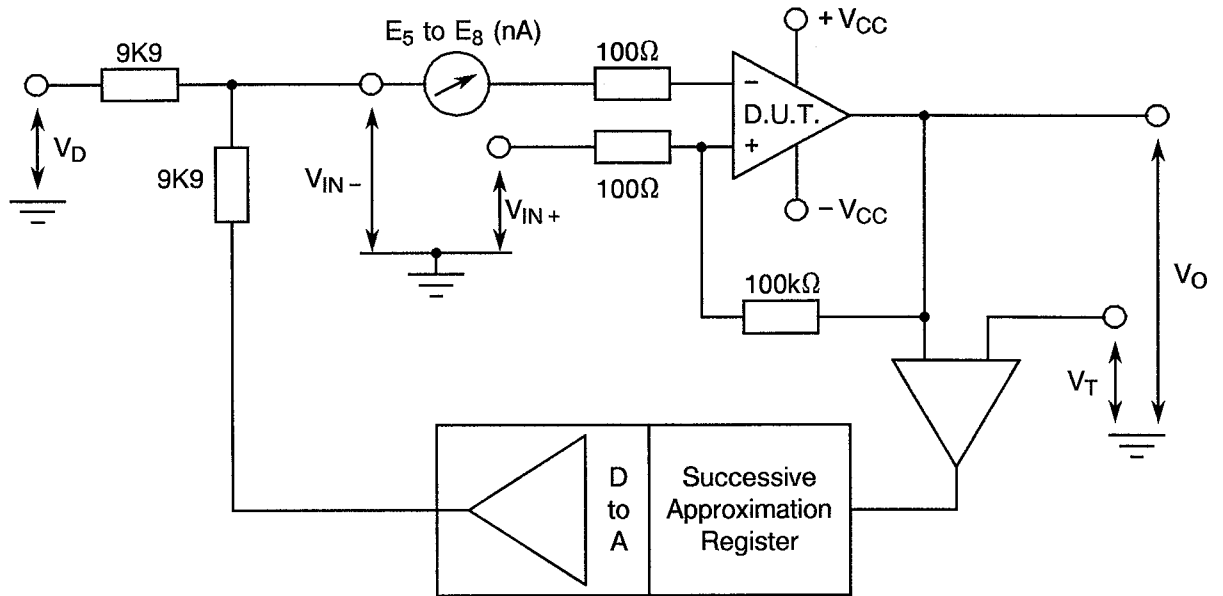 E5 to E8 (nA)
+ VCC
9K9
100Ω
−
D.U.T.
+
VD
9K9
VIN −
VIN +
100Ω
− VCC
VO
100kΩ
VT
D
to
A
Successive
Approximation
Register